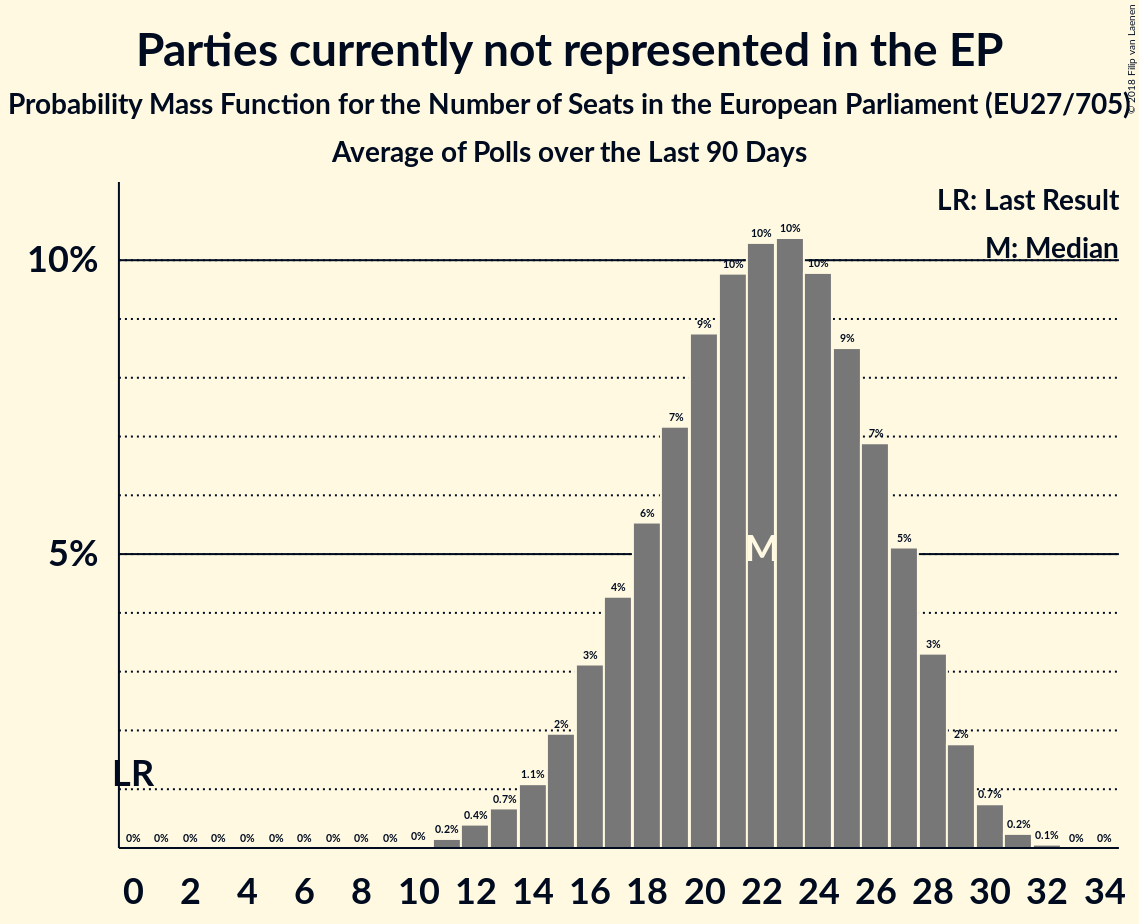 Parties currently not represented in the EP
Probability Mass Function for the Number of Seats in the European Parliament (EU27/705)
Average of Polls over the Last 90 Days
© 2018 Filip van Laenen
LR: Last Result
M: Median
10%
5%
0% 0% 0% 0% 0% 0% 0% 0% 0% 0% 0% 0.2% 0.4% 0.7% 1.1% 2% 3% 4% 6% 7% 9% 10% 10% 10% 10% 9% 7% 5% 3% 2% 0.7% 0.2% 0.1% 0% 0%
M
LR
0 2 4 6 8 10 12 14 16 18 20 22 24 26 28 30 32 34